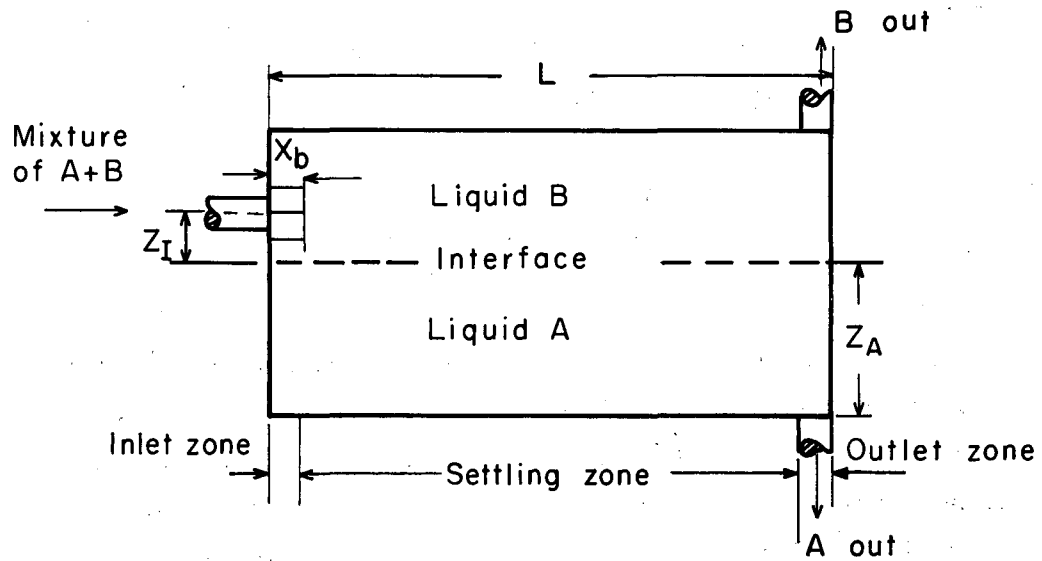 B out
L
Mixture
of A+B
X_b
Liquid B
Z_I
Interface
Liquid A
Z_A
Inlet zone
Settling zone
Outlet zone
A out